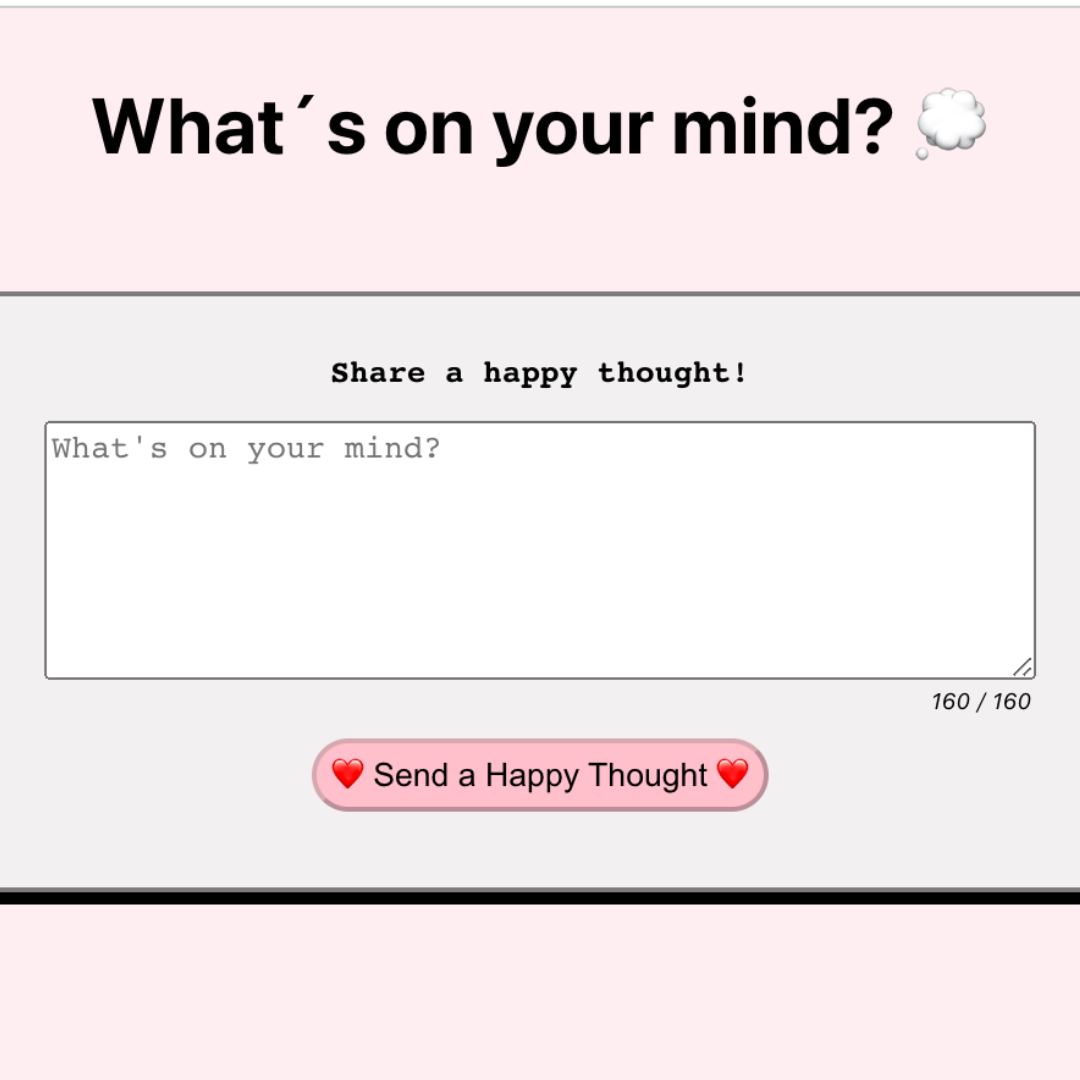 What´s on your mind? 💭
Share a happy thought!
What's on your mind?
160 / 160
❤️ Send a Happy Thought ❤️